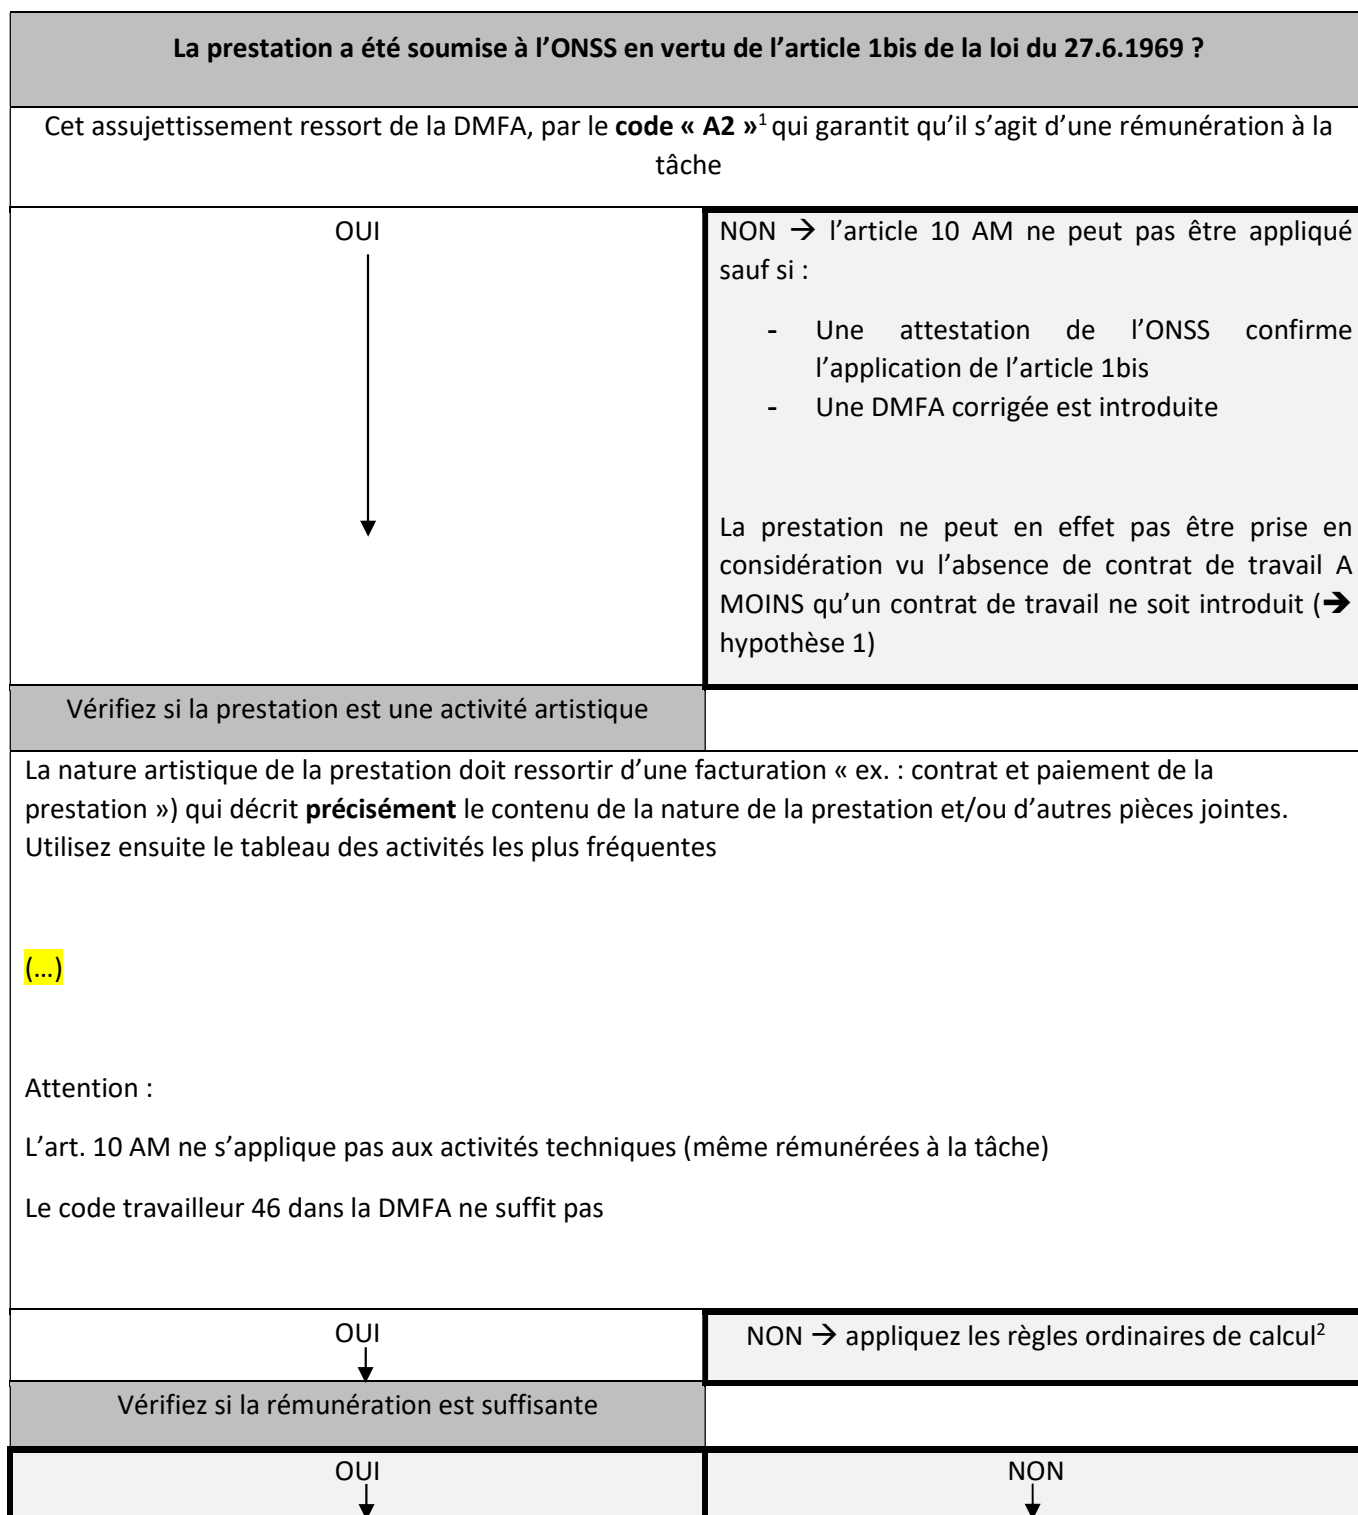 La prestation a été soumise à l’ONSS en vertu de l’article 1bis de la loi du 27.6.1969 ?
Cet assujettissement ressort de la DMFA, par le code « A2 »1 qui garantit qu’il s’agit d’une rémunération à la
tâche
OUI
NON → l’article 10 AM ne peut pas être appliqué
sauf si :
- Une attestation de l’ONSS confirme
l’application de l’article 1bis
- Une DMFA corrigée est introduite
La prestation ne peut en effet pas être prise en
considération vu l’absence de contrat de travail A
MOINS qu’un contrat de travail ne soit introduit (➔
hypothèse 1)
Vérifiez si la prestation est une activité artistique
La nature artistique de la prestation doit ressortir d’une facturation « ex. : contrat et paiement de la
prestation ») qui décrit précisément le contenu de la nature de la prestation et/ou d’autres pièces jointes.
Utilisez ensuite le tableau des activités les plus fréquentes
(…)
Attention :
L’art. 10 AM ne s’applique pas aux activités techniques (même rémunérées à la tâche)
Le code travailleur 46 dans la DMFA ne suffit pas
OUI
NON → appliquez les règles ordinaires de calcul2
Vérifiez si la rémunération est suffisante
OUI
NON